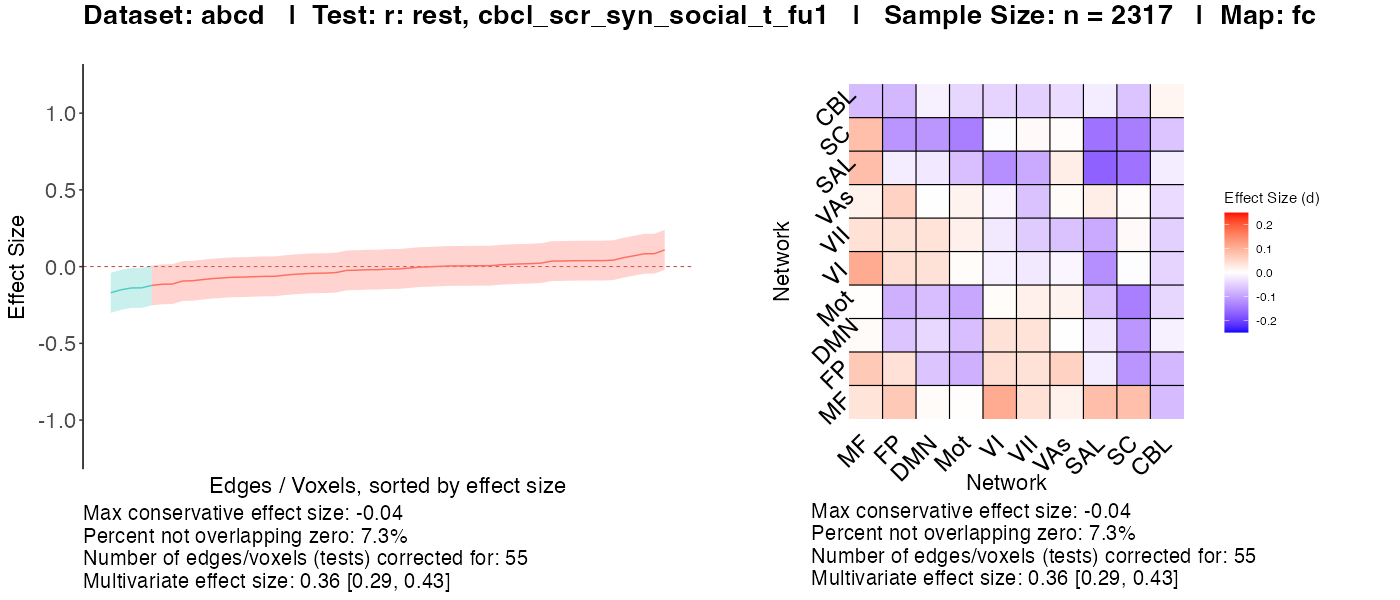 Dataset: abcd | Test: r: rest, cbcl_scr_syn_social_t_fu1 | Sample Size: n = 2317 | Map: fc
Effect Size
1.0
0.5
0.0
-0.5
-1.0
Edges / Voxels, sorted by effect size
Max conservative effect size: -0.04
Percent not overlapping zero: 7.3%
Number of edges/voxels (tests) corrected for: 55
Multivariate effect size: 0.36 [0.29, 0.43]
Network
CBL
SC
SAL
VAs
VII
VI
Mot
DMN
FP
MF
MF FP DMN Mot VI VII VAs SAL SC CBL
Network
Effect Size (d)
0.2
0.1
0.0
-0.1
-0.2
Max conservative effect size: -0.04
Percent not overlapping zero: 7.3%
Number of edges/voxels (tests) corrected for: 55
Multivariate effect size: 0.36 [0.29, 0.43]